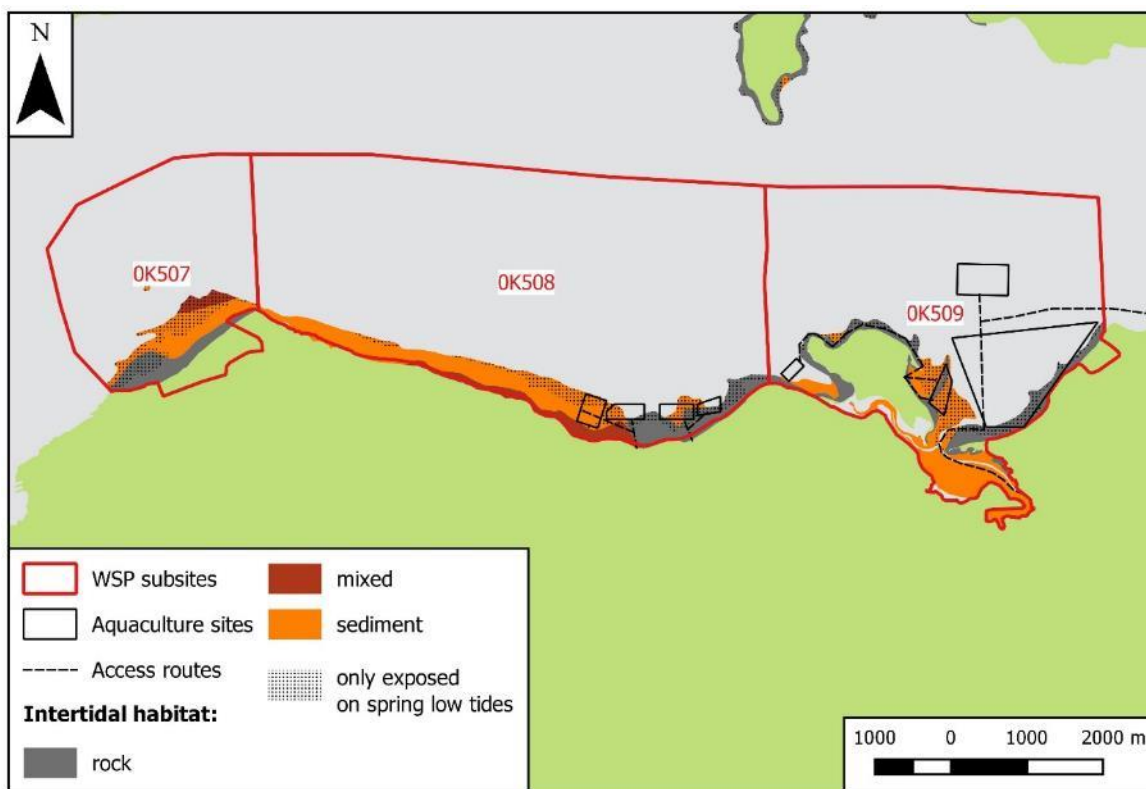 N
0K507
0K508
0K509
WSP subsites
Aquaculture sites
Access routes
Intertidal habitat:
rock
mixed
sediment
only exposed
on spring low tides
1000 0 1000 2000 m